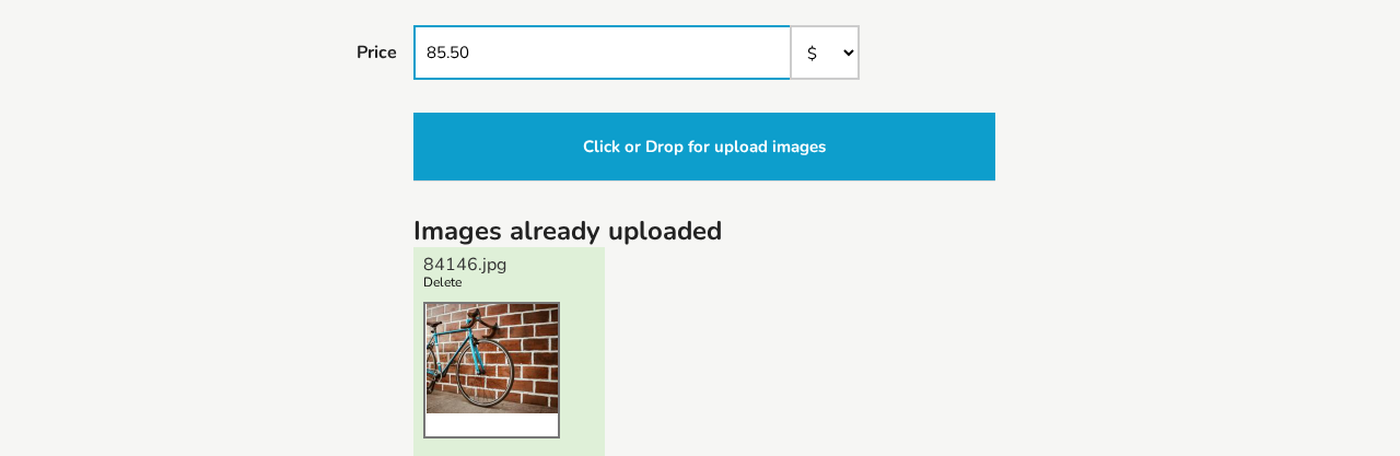 Price 85.50 $
Click or Drop for upload images
Images already uploaded
84146.jpg
Delete